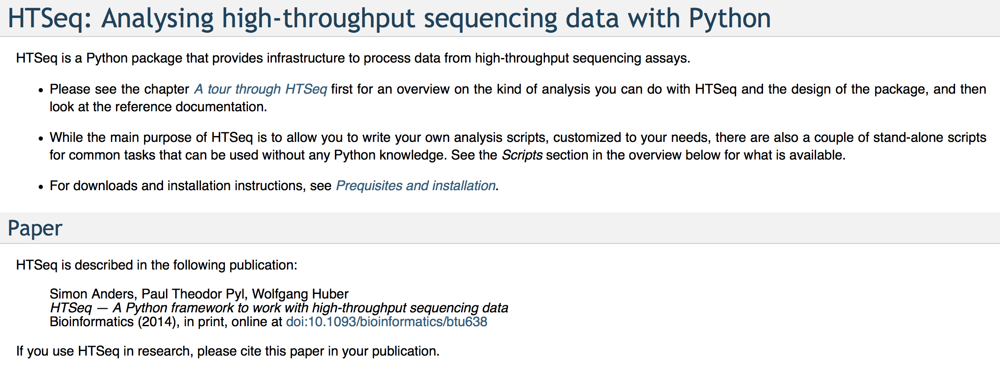 HTSeq: Analysing high-throughput sequencing data with Python
HTSeq is a Python package that provides infrastructure to process data from high-throughput sequencing assays.
• Please see the chapter A tour through HTSeq first for an overview on the kind of analysis you can do with HTSeq and the design of the package, and then
look at the reference documentation.
• While the main purpose of HTSeq is to allow you to write your own analysis scripts, customized to your needs, there are also a couple of stand-alone scripts
for common tasks that can be used without any Python knowledge. See the Scripts section in the overview below for what is available.
• For downloads and installation instructions, see Prequisites and installation.
Paper
HTSeq is described in the following publication:
Simon Anders, Paul Theodor Pyl, Wolfgang Huber
HTSeq — A Python framework to work with high-throughput sequencing data
Bioinformatics (2014), in print, online at doi:10.1093/bioinformatics/btu638
If you use HTSeq in research, please cite this paper in your publication.